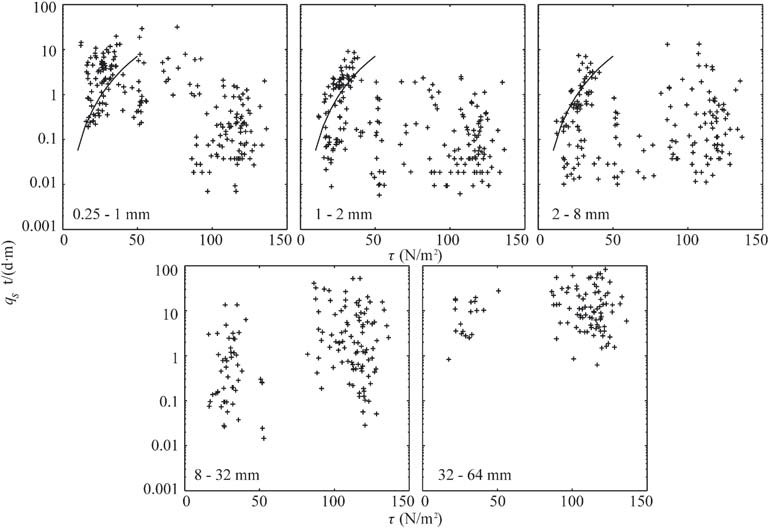 100
10
1
0.1
0.01
0.001
0.25 - 1 mm
1 - 2 mm
2 - 8 mm
0 50 100 150 0 50 100 150 0 50 100 150
τ (N/m²)
qs t/(d·m)
100
10
1
0.1
0.01
0.001
8 - 32 mm
32 - 64 mm
0 50 100 150 0 50 100 150
τ (N/m²)